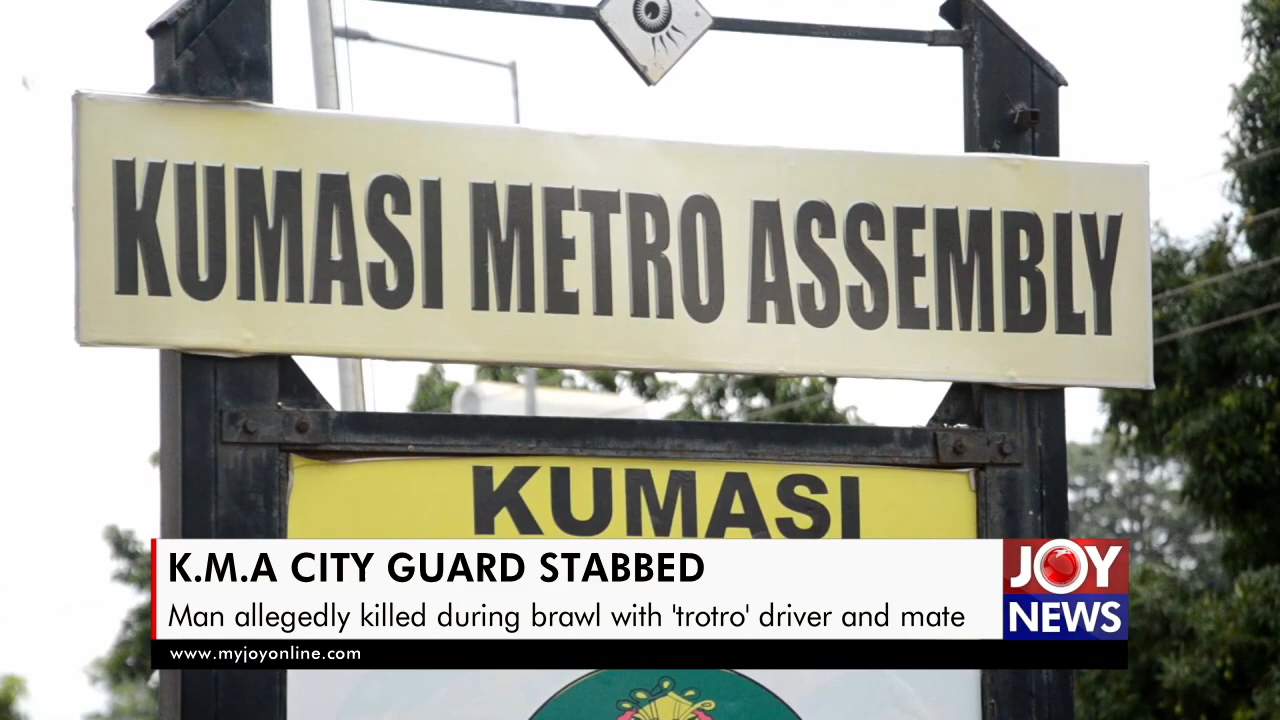 KUMASI METRO ASSEMBLY
KUMASI
K.M.A CITY GUARD STABBED
Man allegedly killed during brawl with 'trotro' driver and mate
JOY
NEWS
www.myjoyonline.com